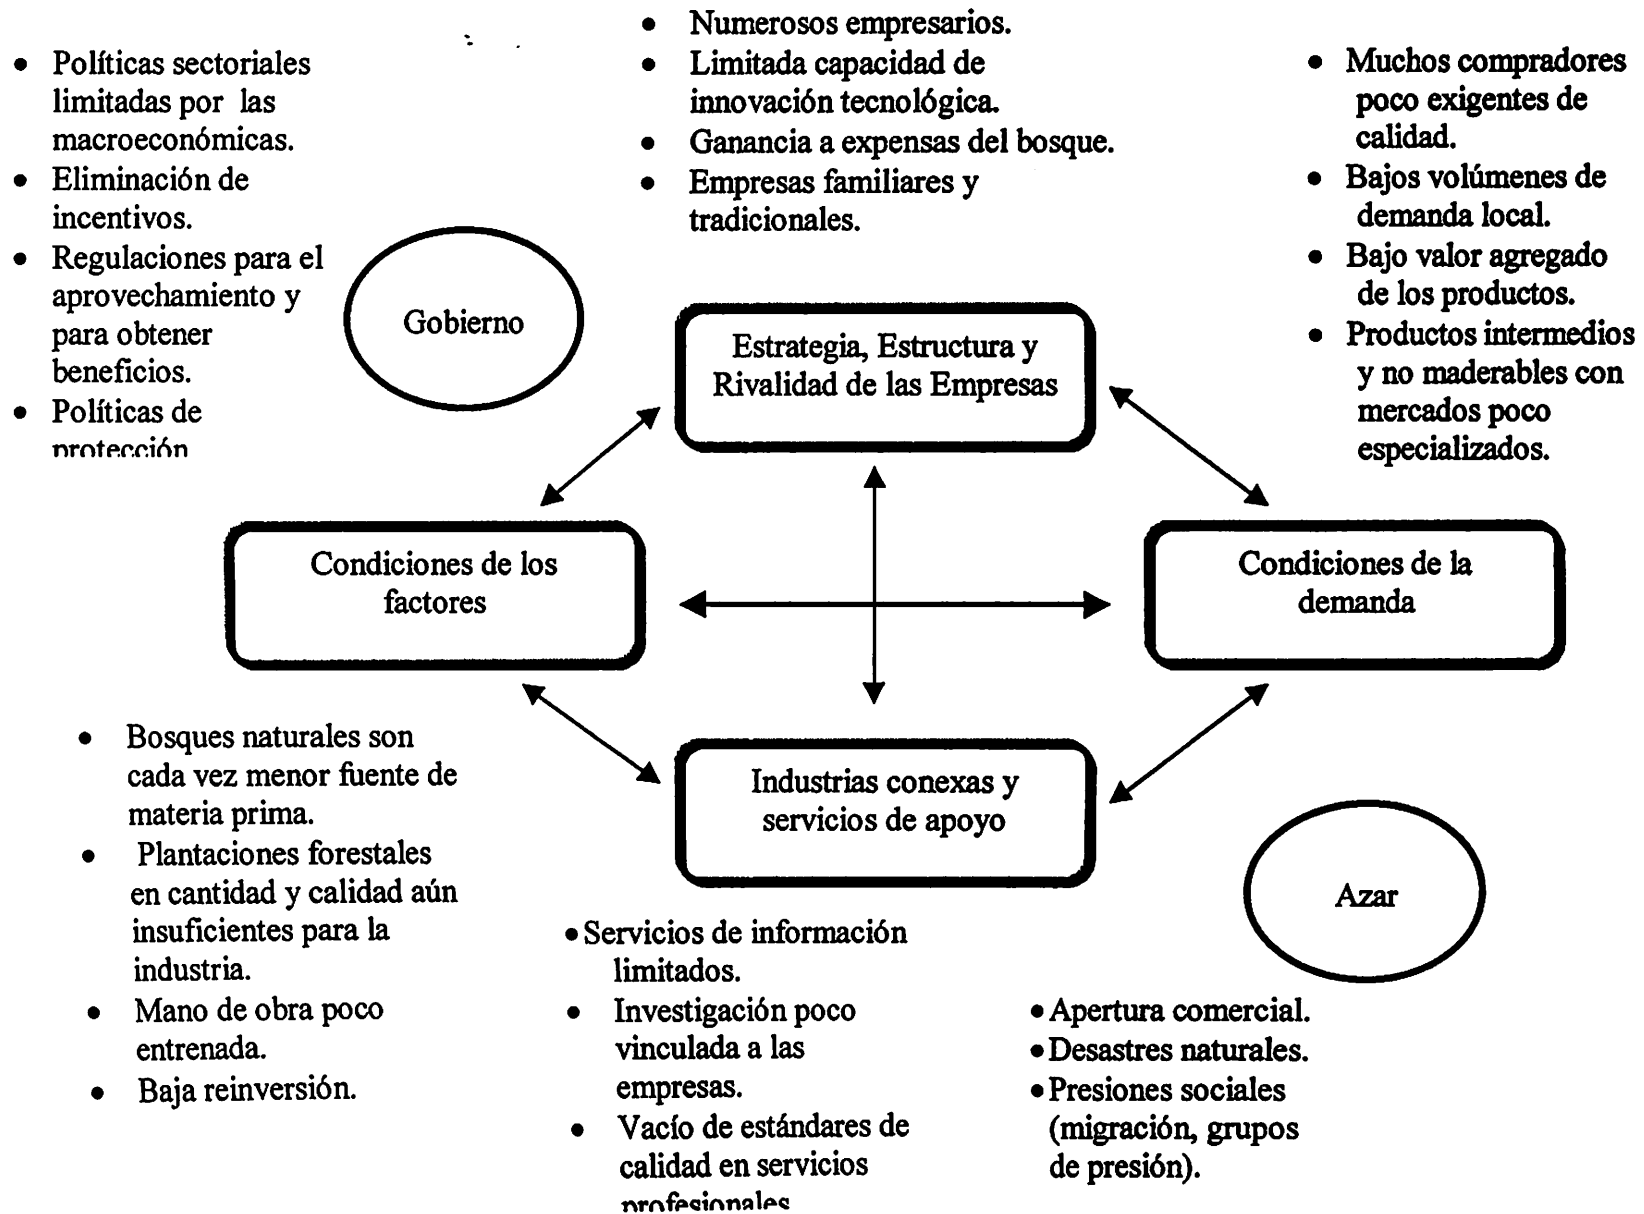 • Políticas sectoriales
limitadas por las
macroeconómicas.
• Eliminación de
incentivos.
• Regulaciones para el
aprovechamiento y
para obtener
beneficios.
• Políticas de
protección
• Numerosos empresarios.
• Limitada capacidad de
innovación tecnológica.
• Ganancia a expensas del bosque.
• Empresas familiares y
tradicionales.
• Muchos compradores
poco exigentes de
calidad.
• Bajos volúmenes de
demanda local.
• Bajo valor agregado
de los productos.
• Productos intermedios
y no maderables con
mercados poco
especializados.
Gobierno
Estrategia, Estructura y
Rivalidad de las Empresas
Condiciones de los
factores
Condiciones de la
demanda
Industrias conexas y
servicios de apoyo
Azar
• Bosques naturales son
cada vez menor fuente de
materia prima.
• Plantaciones forestales
en cantidad y calidad aún
insuficientes para la
industria.
• Mano de obra poco
entrenada.
• Baja reinversión.
• Servicios de información
limitados.
• Investigación poco
vinculada a las
empresas.
• Vacío de estándares de
calidad en servicios
profesionales
• Apertura comercial.
• Desastres naturales.
• Presiones sociales
(migración, grupos
de presión).